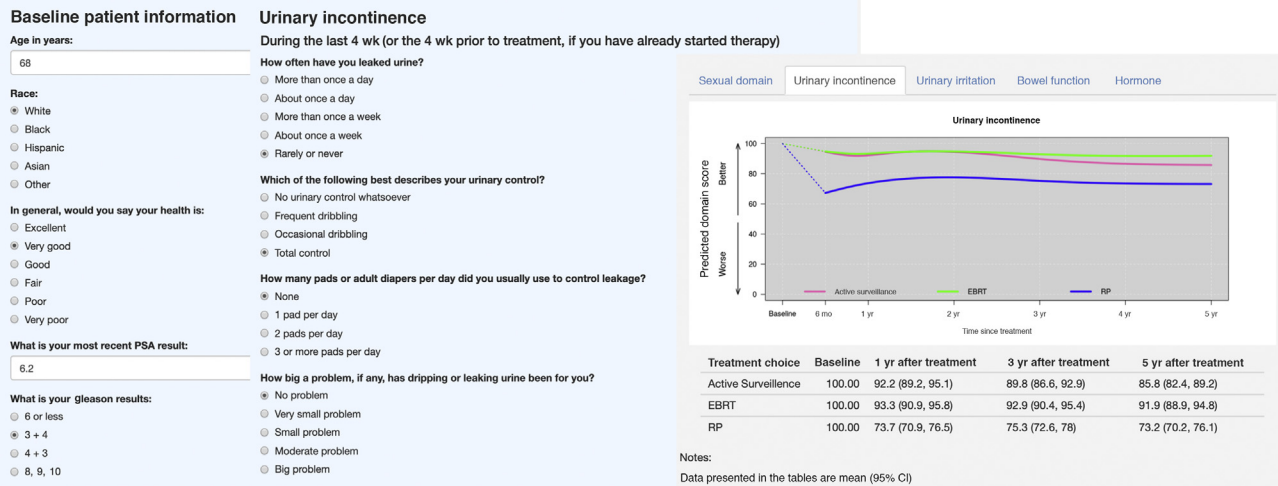 Baseline patient information
Age in years:
68
Race:
White
Black
Hispanic
Asian
Other
In general, would you say your health is:
Excellent
Very good
Good
Fair
Poor
Very poor
What is your most recent PSA result:
6.2
What is your gleason results:
6 or less
3 + 4
4 + 3
8, 9, 10
Urinary incontinence
During the last 4 wk (or the 4 wk prior to treatment, if you have already started therapy)
How often have you leaked urine?
More than once a day
About once a day
More than once a week
About once a week
Rarely or never
Which of the following best describes your urinary control?
No urinary control whatsoever
Frequent dribbling
Occasional dribbling
Total control
How many pads or adult diapers per day did you usually use to control leakage?
None
1 pad per day
2 pads per day
3 or more pads per day
How big a problem, if any, has dripping or leaking urine been for you?
No problem
Very small problem
Small problem
Moderate problem
Big problem
Sexual domain Urinary incontinence Urinary irritation Bowel function Hormone
Urinary incontinence
Predicted domain score
Better
Worse
100
80
60
40
20
0
Active surveillance EBRT RP
Baseline 6 mo 1 yr 2 yr 3 yr 4 yr 5 yr
Time since treatment
Treatment choice Baseline 1 yr after treatment 3 yr after treatment 5 yr after treatment
Active Surveillence 100.00 92.2 (89.2, 95.1) 89.8 (86.6, 92.9) 85.8 (82.4, 89.2)
EBRT 100.00 93.3 (90.9, 95.8) 92.9 (90.4, 95.4) 91.9 (88.9, 94.8)
RP 100.00 73.7 (70.9, 76.5) 75.3 (72.6, 78) 73.2 (70.2, 76.1)
Notes:
Data presented in the tables are mean (95% CI)